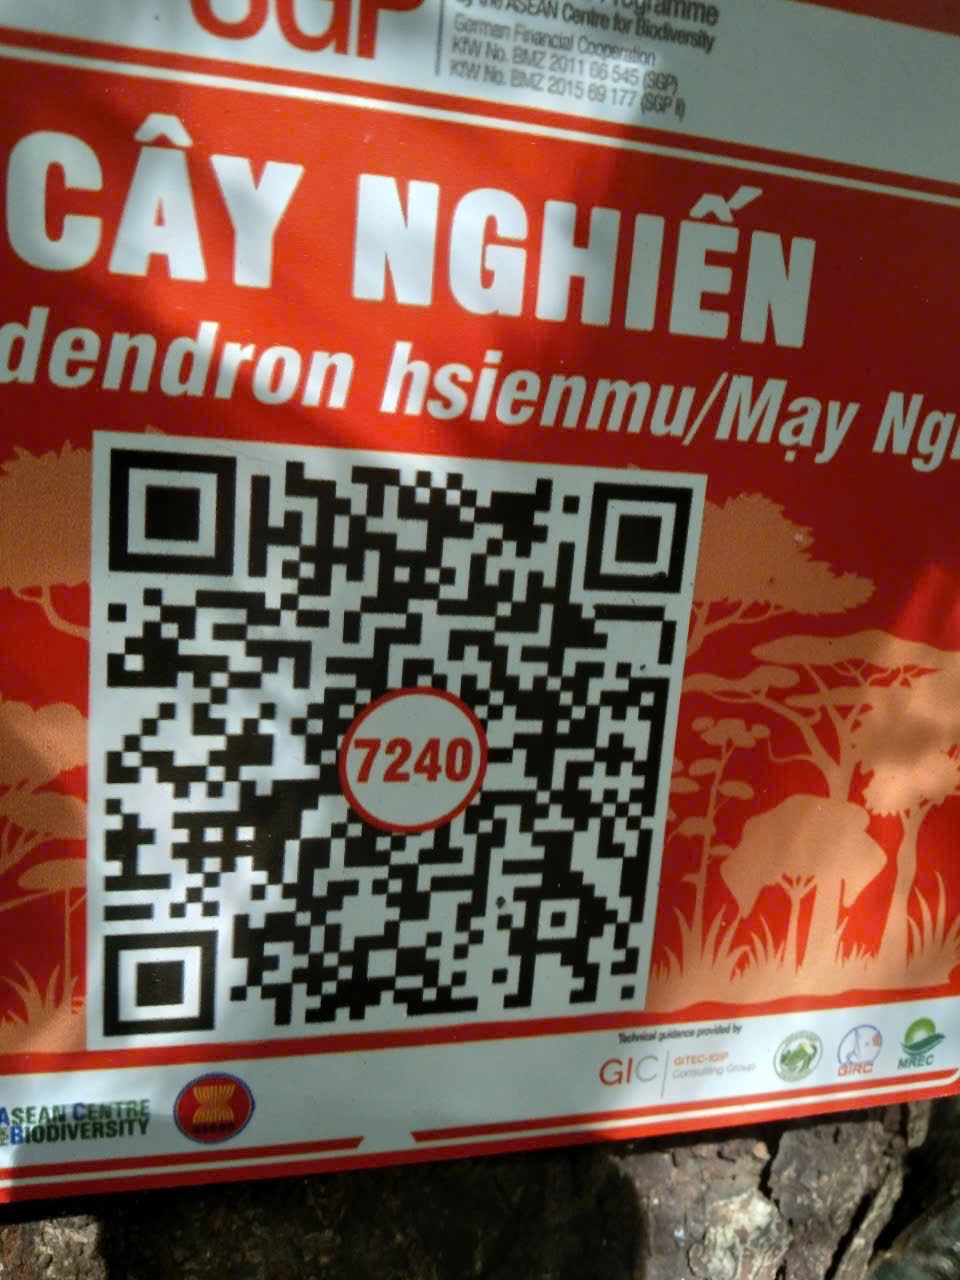 SGP
Programme
by the ASEAN Centre for Biodiversity
German Financial Cooperation
KfW No. BMZ 2011 66 545 (SGP)
KfW No. BMZ 2015 69 177 (SGP II)
CÂY NGHIẾN
dendron hsienmu/Mạy Ngh
7240
Technical guidance provided by
GIC
GITEC-IGIP
Consulting Group
GIRC
MREC
ASEAN CENTRE
FOR BIODIVERSITY